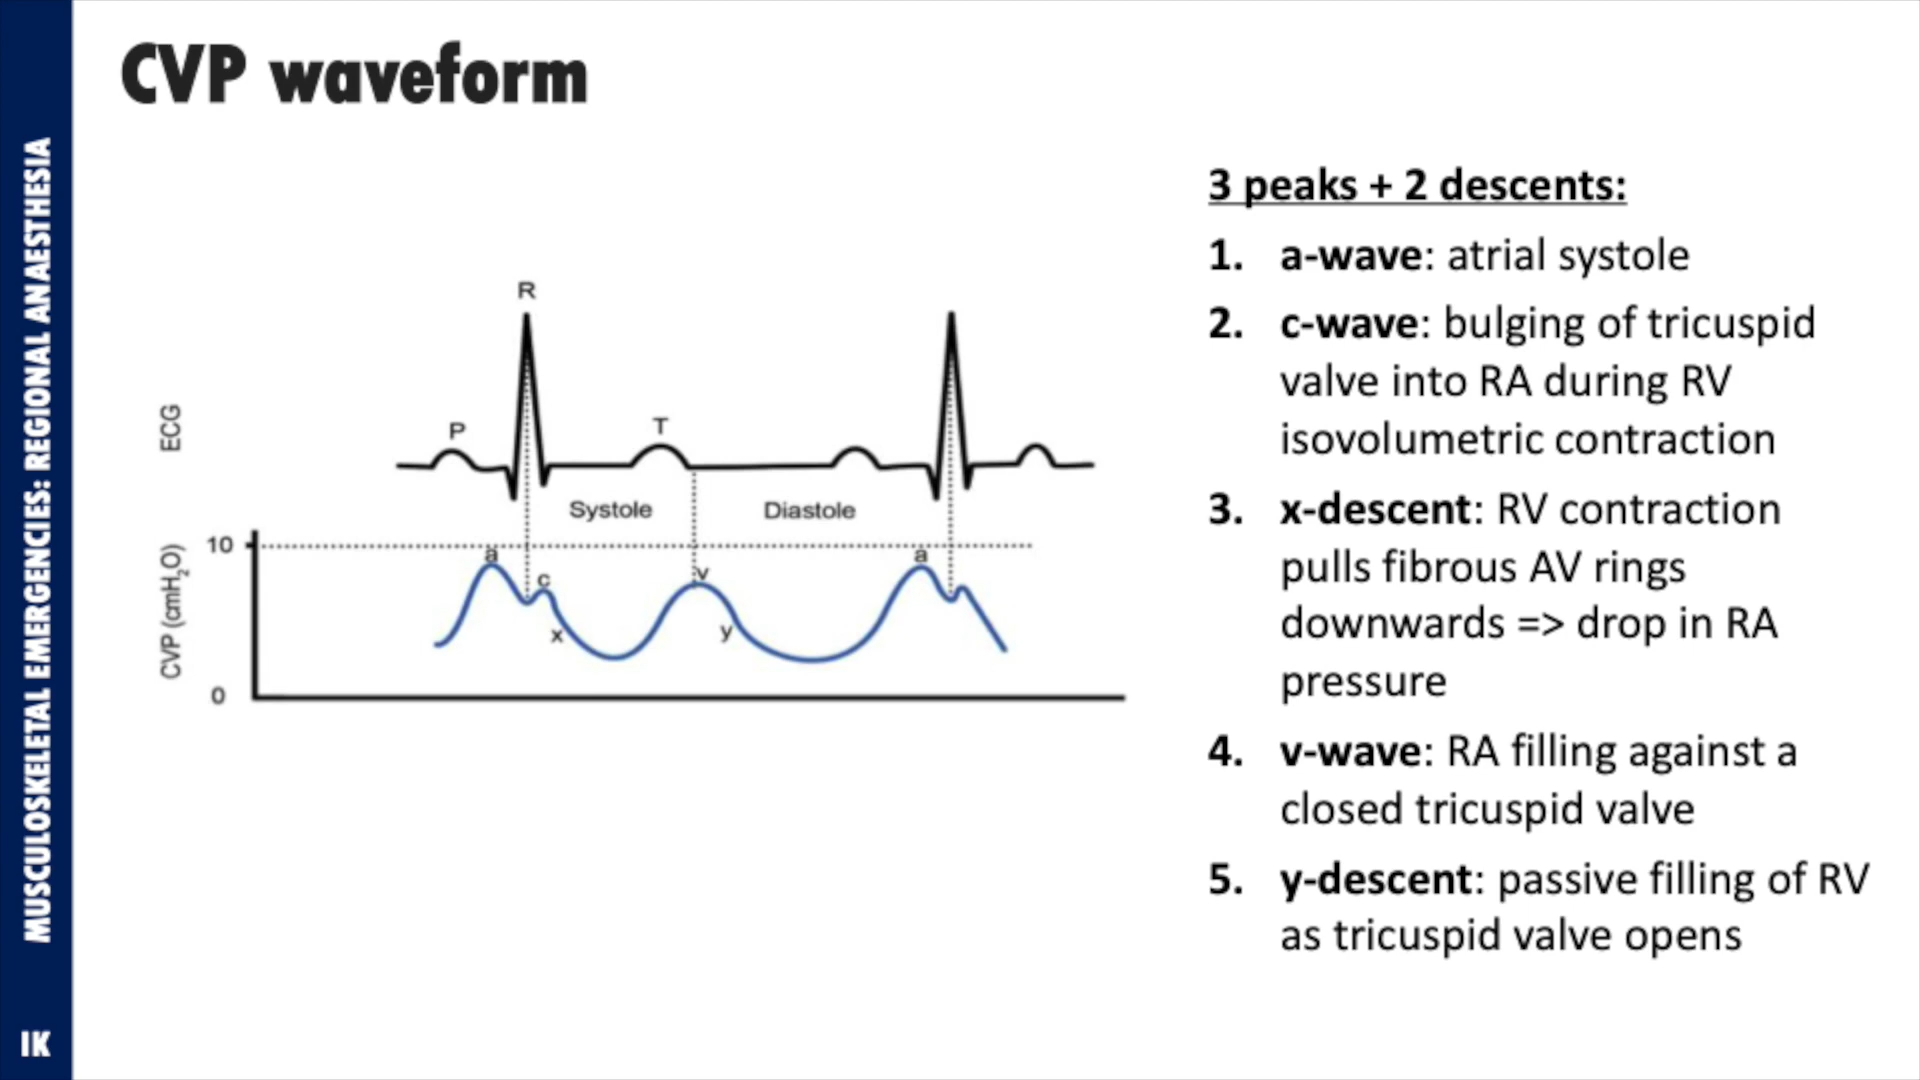 CVP waveform
MUSCULOSKELETAL EMERGENCIES: REGIONAL ANAESTHESIA
IK
R
P
T
ECG
Systole
Diastole
10
CVP (cmH₂O)
0
a
c
x
v
y
a
3 peaks + 2 descents:
1. a-wave: atrial systole
2. c-wave: bulging of tricuspid
valve into RA during RV
isovolumetric contraction
3. x-descent: RV contraction
pulls fibrous AV rings
downwards => drop in RA
pressure
4. v-wave: RA filling against a
closed tricuspid valve
5. y-descent: passive filling of RV
as tricuspid valve opens